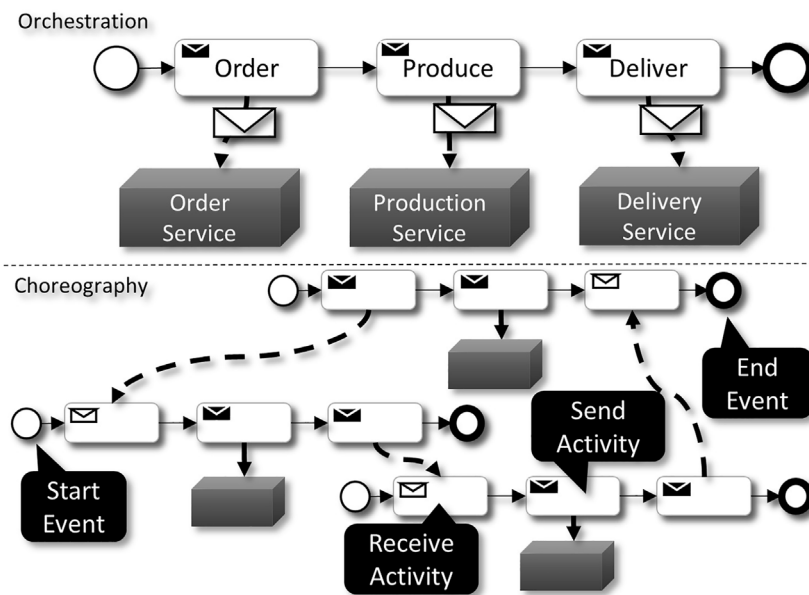 Orchestration
Order
Produce
Deliver
Order
Service
Production
Service
Delivery
Service
Choreography
End
Event
Send
Activity
Start
Event
Receive
Activity